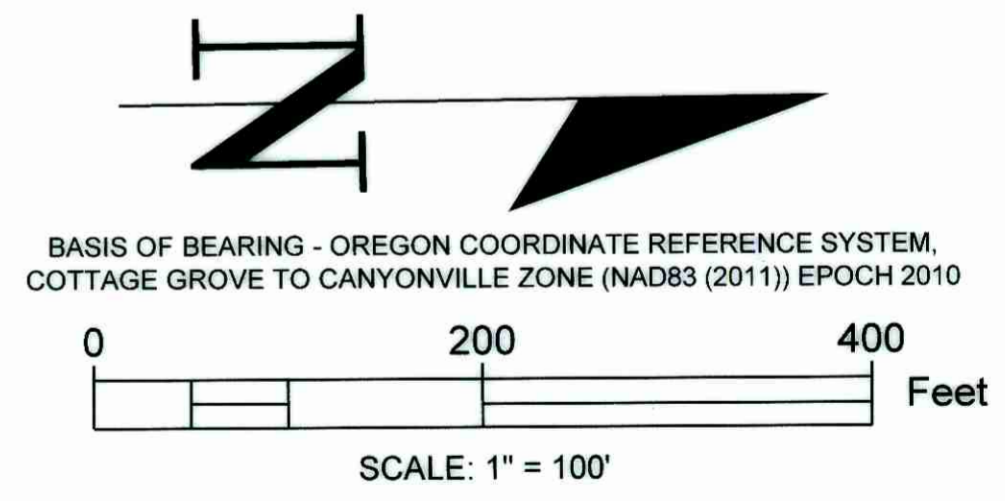 N
BASIS OF BEARING - OREGON COORDINATE REFERENCE SYSTEM,
COTTAGE GROVE TO CANYONVILLE ZONE (NAD83 (2011)) EPOCH 2010
0 200 400
Feet
SCALE: 1" = 100'